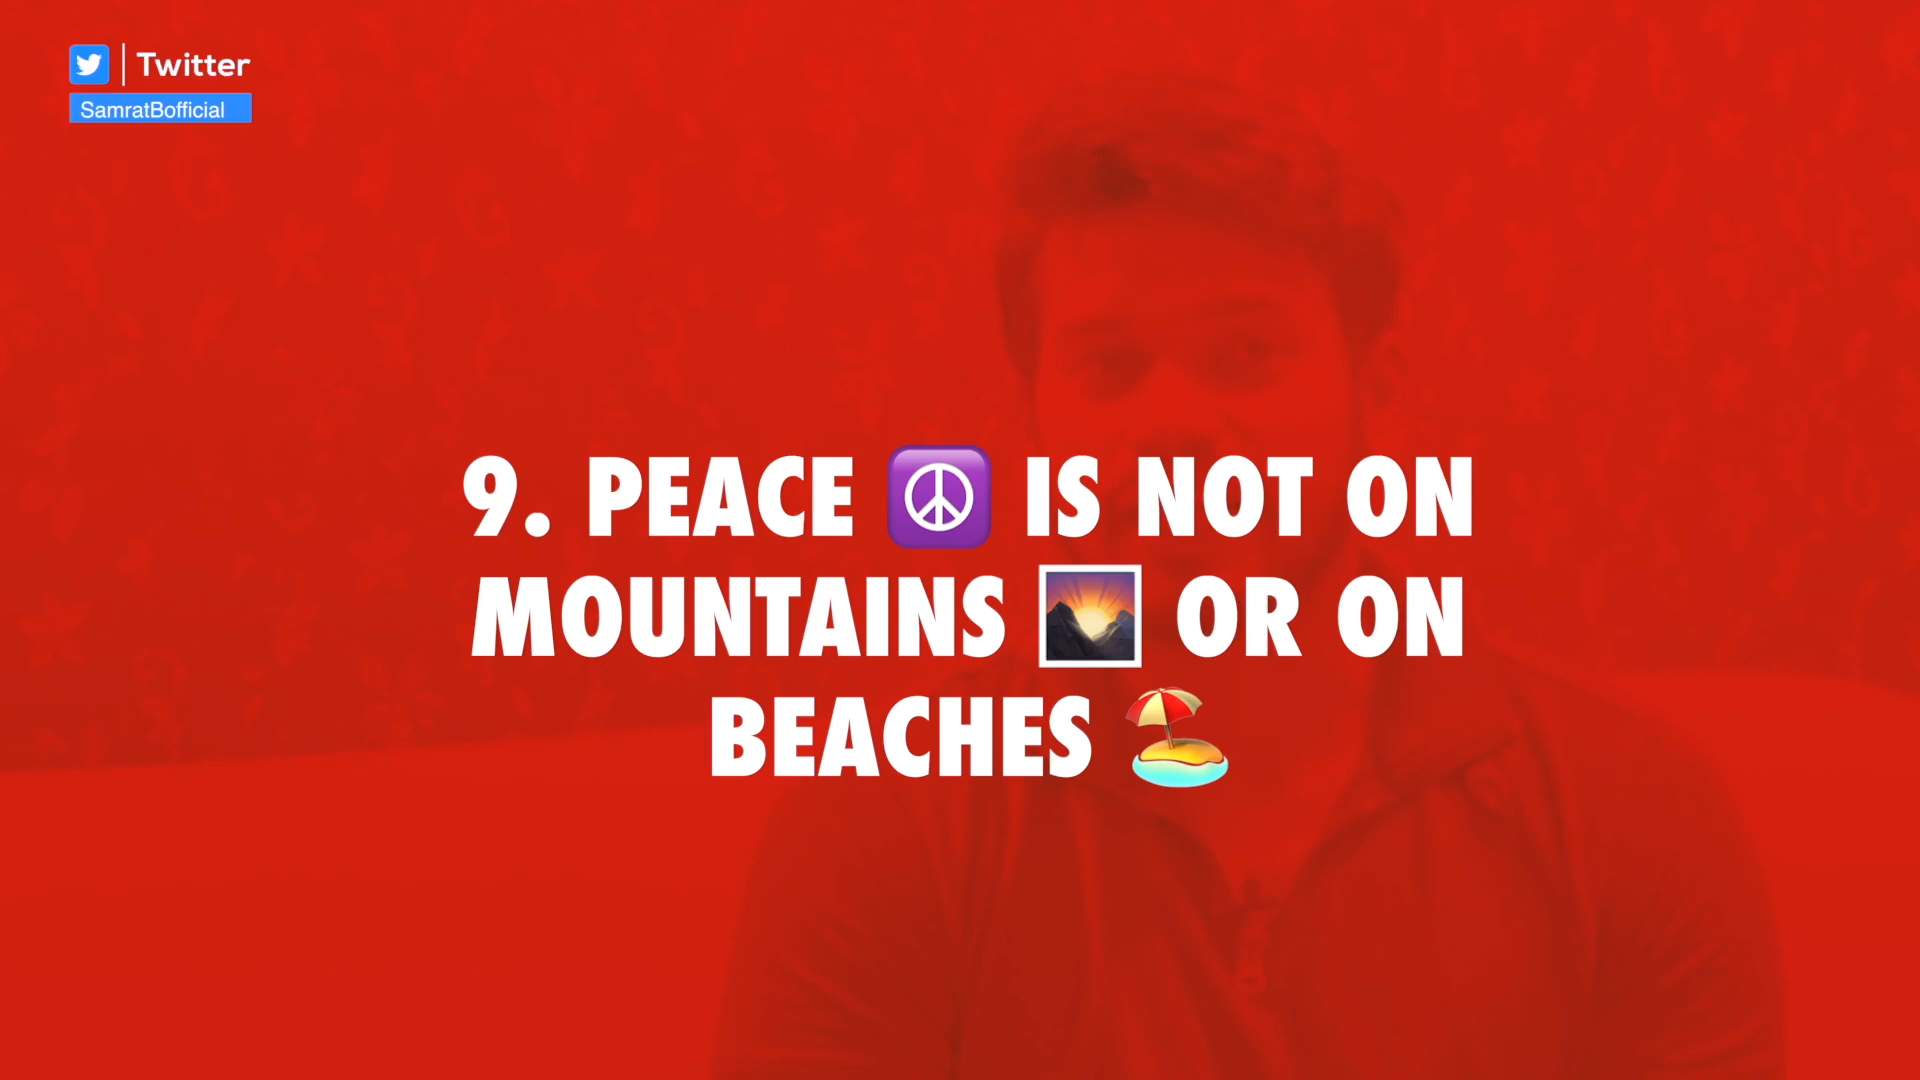 Twitter
SamratBofficial
9. PEACE ☮️ IS NOT ON
MOUNTAINS 🌄 OR ON
BEACHES 🏖️